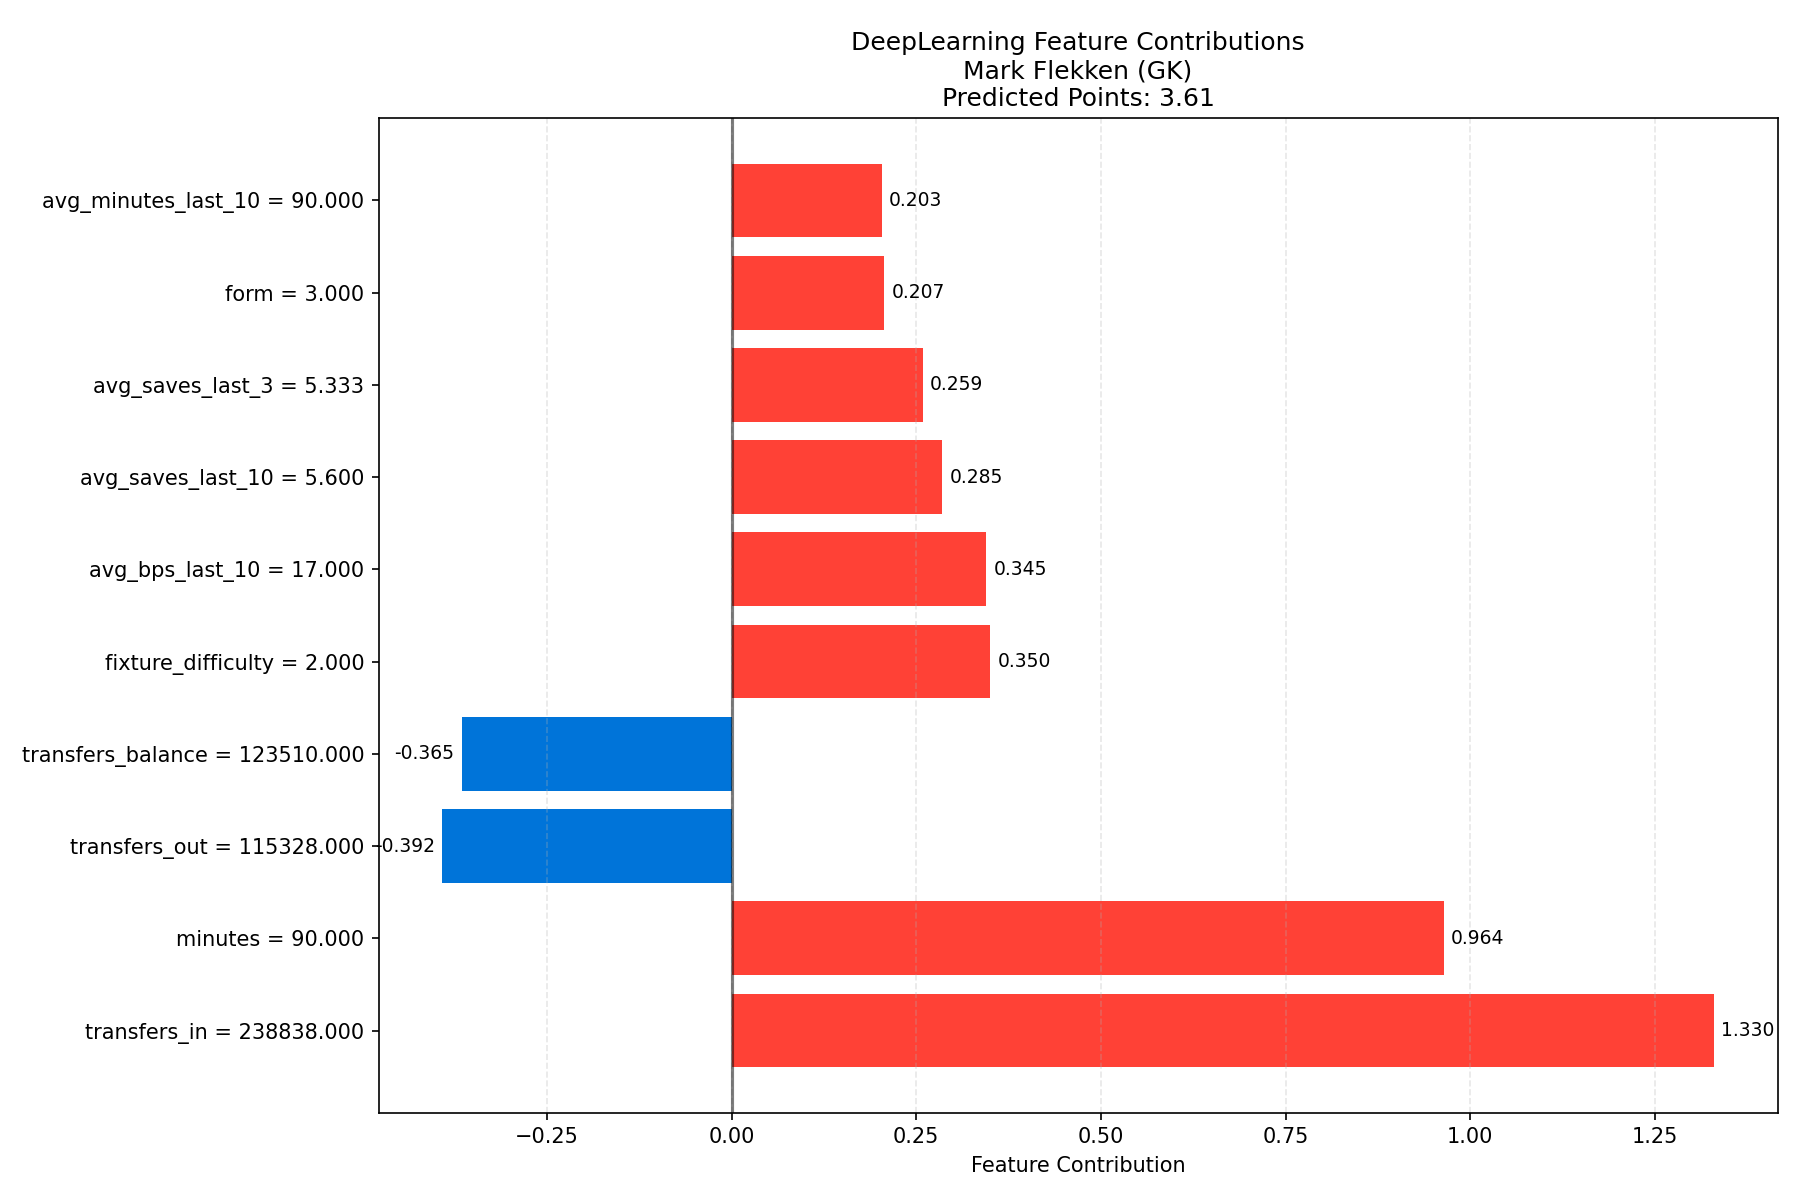 DeepLearning Feature Contributions
Mark Flekken (GK)
Predicted Points: 3.61
avg_minutes_last_10 = 90.000 0.203
form = 3.000 0.207
avg_saves_last_3 = 5.333 0.259
avg_saves_last_10 = 5.600 0.285
avg_bps_last_10 = 17.000 0.345
fixture_difficulty = 2.000 0.350
transfers_balance = 123510.000 -0.365
transfers_out = 115328.000 -0.392
minutes = 90.000 0.964
transfers_in = 238838.000 1.330
−0.25 0.00 0.25 0.50 0.75 1.00 1.25
Feature Contribution